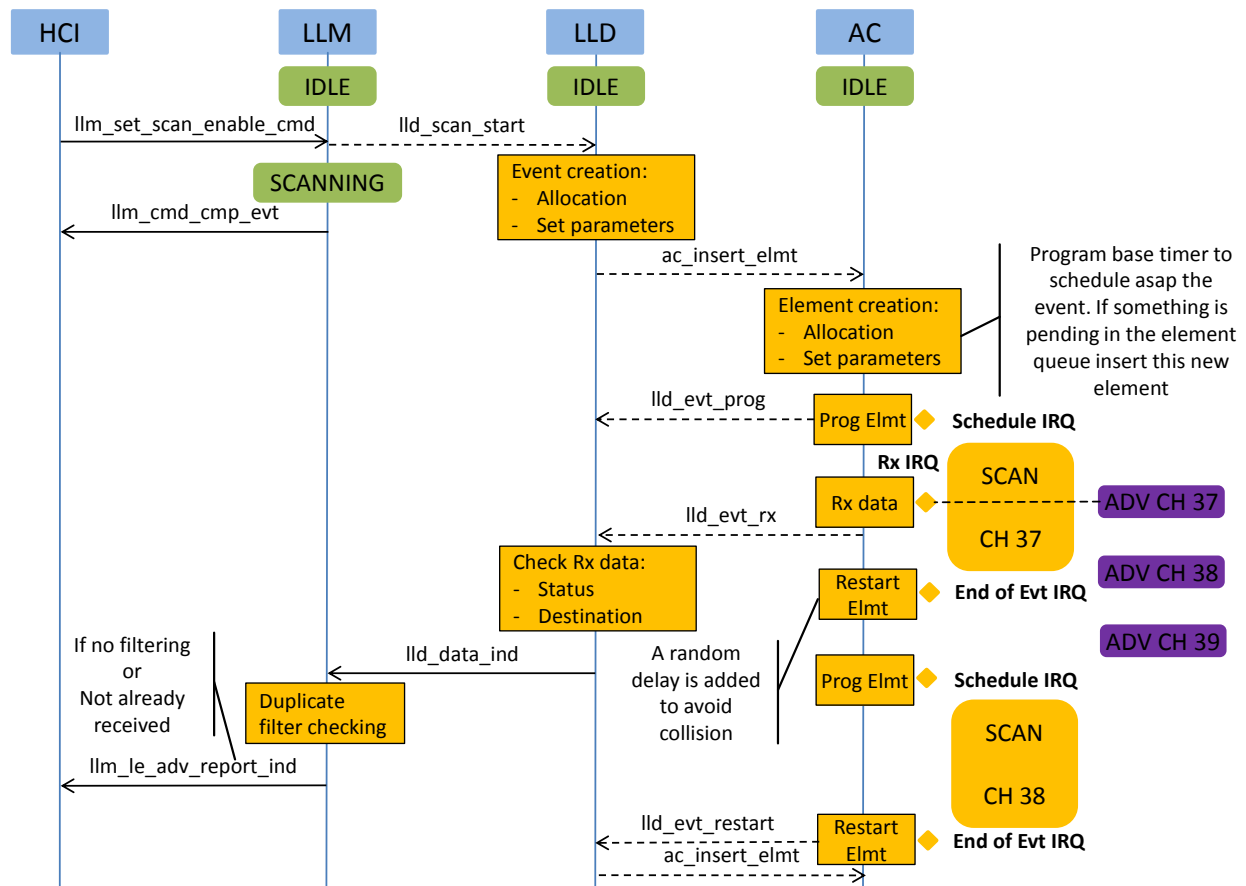 HCI
LLM
LLD
AC
IDLE
IDLE
IDLE
llm_set_scan_enable_cmd
lld_scan_start
Event creation:
- Allocation
- Set parameters
SCANNING
llm_cmd_cmp_evt
ac_insert_elmt
Program base timer to
schedule asap the
event. If something is
pending in the element
queue insert this new
element
Element creation:
- Allocation
- Set parameters
lld_evt_prog
Prog Elmt
Schedule IRQ
Rx IRQ
SCAN
CH 37
Rx data
ADV CH 37
lld_evt_rx
Check Rx data:
- Status
- Destination
Restart
Elmt
End of Evt IRQ
ADV CH 38
ADV CH 39
If no filtering
or
Not already
received
lld_data_ind
A random
delay is added
to avoid
collision
Prog Elmt
Schedule IRQ
Duplicate
filter checking
SCAN
CH 38
llm_le_adv_report_ind
lld_evt_restart
Restart
Elmt
End of Evt IRQ
ac_insert_elmt